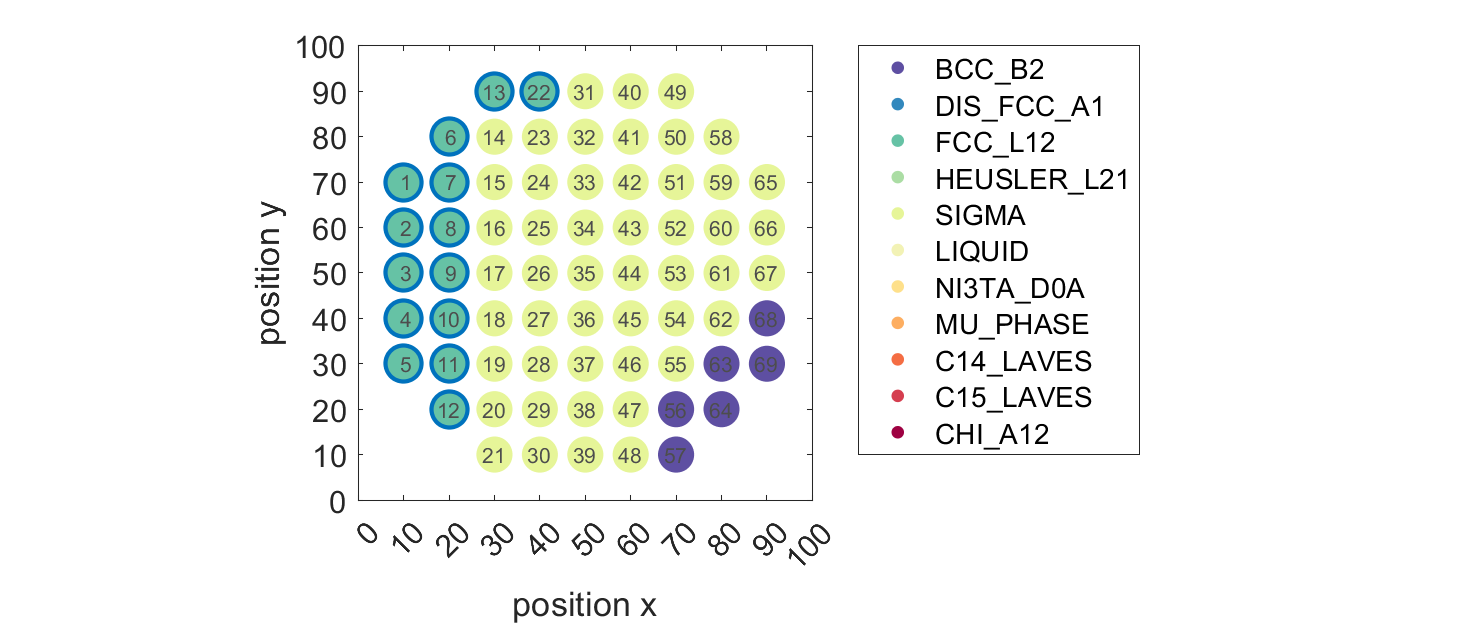 100
90 13 22 31 40 49
80 6 14 23 32 41 50 58
70 1 7 15 24 33 42 51 59 65
60 2 8 16 25 34 43 52 60 66
50 3 9 17 26 35 44 53 61 67
40 4 10 18 27 36 45 54 62 68
30 5 11 19 28 37 46 55 63 69
20 12 20 29 38 47 56 64
10 21 30 39 48 57
0
0 10 20 30 40 50 60 70 80 90 100
position x
position y
BCC_B2
DIS_FCC_A1
FCC_L12
HEUSLER_L21
SIGMA
LIQUID
NI3TA_D0A
MU_PHASE
C14_LAVES
C15_LAVES
CHI_A12